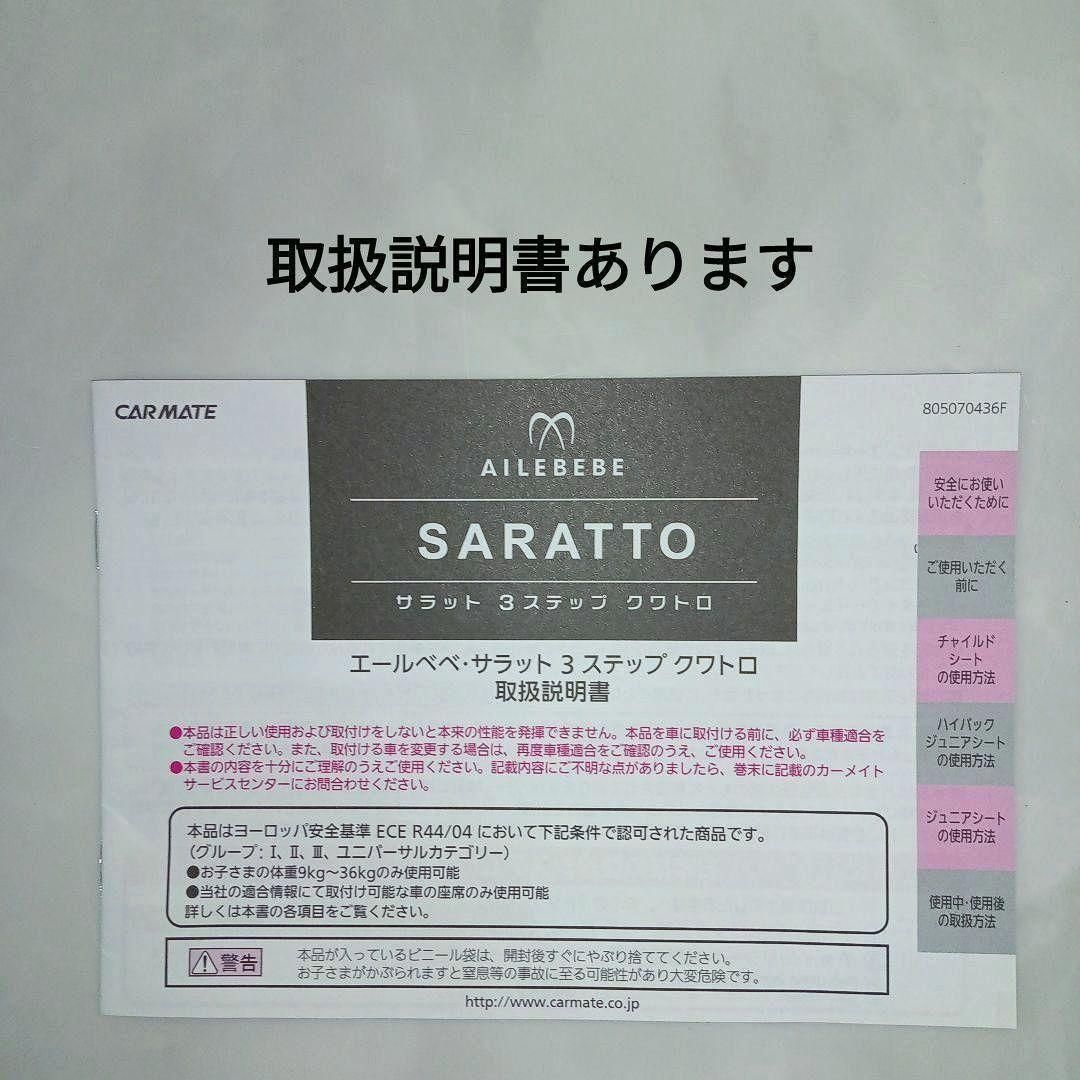 取扱説明書あります
CARMATE
805070436F
AILEBEBE
SARATTO
サラット 3ステップ クワトロ
エールベベ･サラット 3 ステップ クワトロ
取扱説明書
●本品は正しい使用および取付けをしないと本来の性能を発揮できません。本品を車に取付ける前に、必ず車種適合を
ご確認ください。また、取付ける車を変更する場合は、再度車種適合をご確認のうえ、ご使用ください。
●本書の内容を十分にご理解のうえご使用ください。記載内容にご不明な点がありましたら、巻末に記載のカーメイト
サービスセンターにお問合わせください。
本品はヨーロッパ安全基準 ECE R44/04 において下記条件で認可された商品です。
（グループ: Ⅰ、Ⅱ、Ⅲ、ユニバーサルカテゴリー）
●お子さまの体重9kg～36kgのみ使用可能
●当社の適合情報にて取付け可能な車の座席のみ使用可能
詳しくは本書の各項目をご覧ください。
警告
本品が入っているビニール袋は、開封後すぐにやぶり捨ててください。
お子さまがかぶられますと窒息等の事故に至る可能性があり大変危険です。
http://www.carmate.co.jp
安全にお使い
いただくために
ご使用いただく
前に
チャイルド
シート
の使用方法
ハイバック
ジュニアシート
の使用方法
ジュニアシート
の使用方法
使用中･使用後
の取扱方法